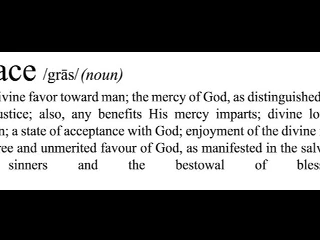 ace /grās/ (noun)
ivine favor toward man; the mercy of God, as distinguished
ustice; also, any benefits His mercy imparts; divine lo
n; a state of acceptance with God; enjoyment of the divine
ree and unmerited favour of God, as manifested in the salv
sinners and the bestowal of bless